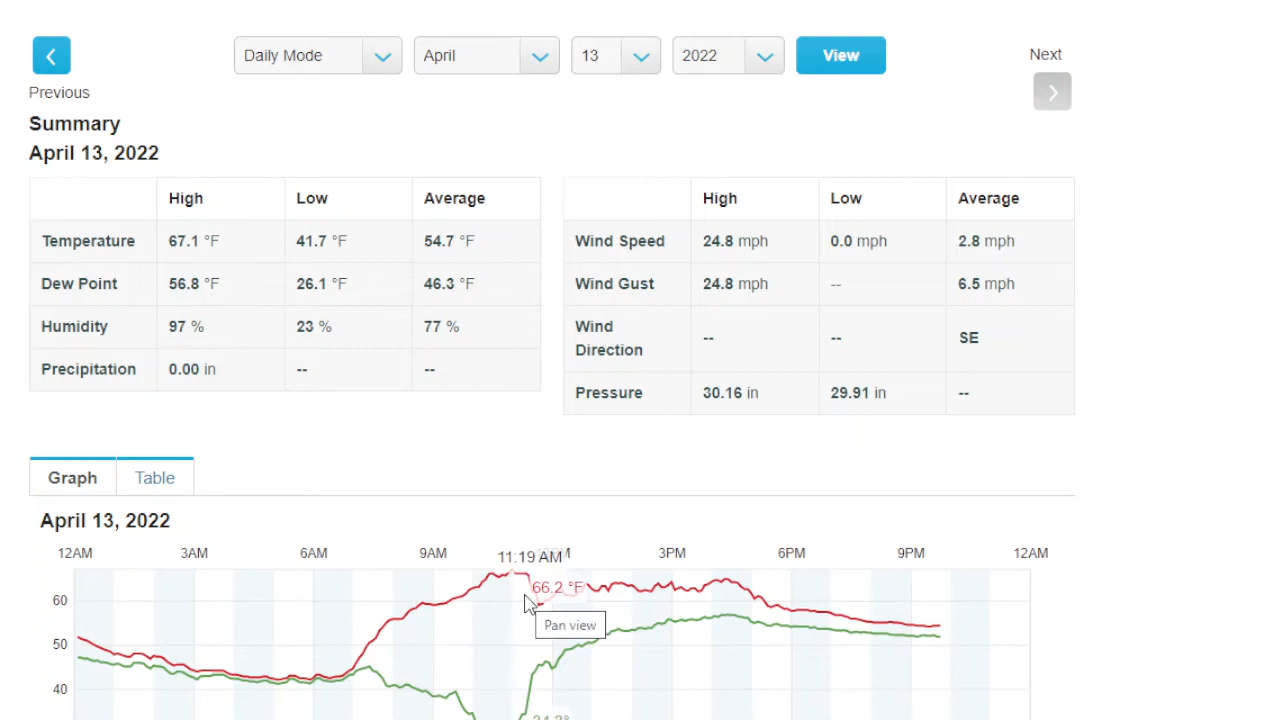 Daily Mode April 13 2022 View Next
Previous
Summary
April 13, 2022
High Low Average
Temperature 67.1 °F 41.7 °F 54.7 °F
Dew Point 56.8 °F 26.1 °F 46.3 °F
Humidity 97 % 23 % 77 %
Precipitation 0.00 in -- --
High Low Average
Wind Speed 24.8 mph 0.0 mph 2.8 mph
Wind Gust 24.8 mph -- 6.5 mph
Wind
Direction -- -- SE
Pressure 30.16 in 29.91 in --
Graph Table
April 13, 2022
12AM 3AM 6AM 9AM 11:19 AM 3PM 6PM 9PM 12AM
66.2 °F
60
Pan view
50
40